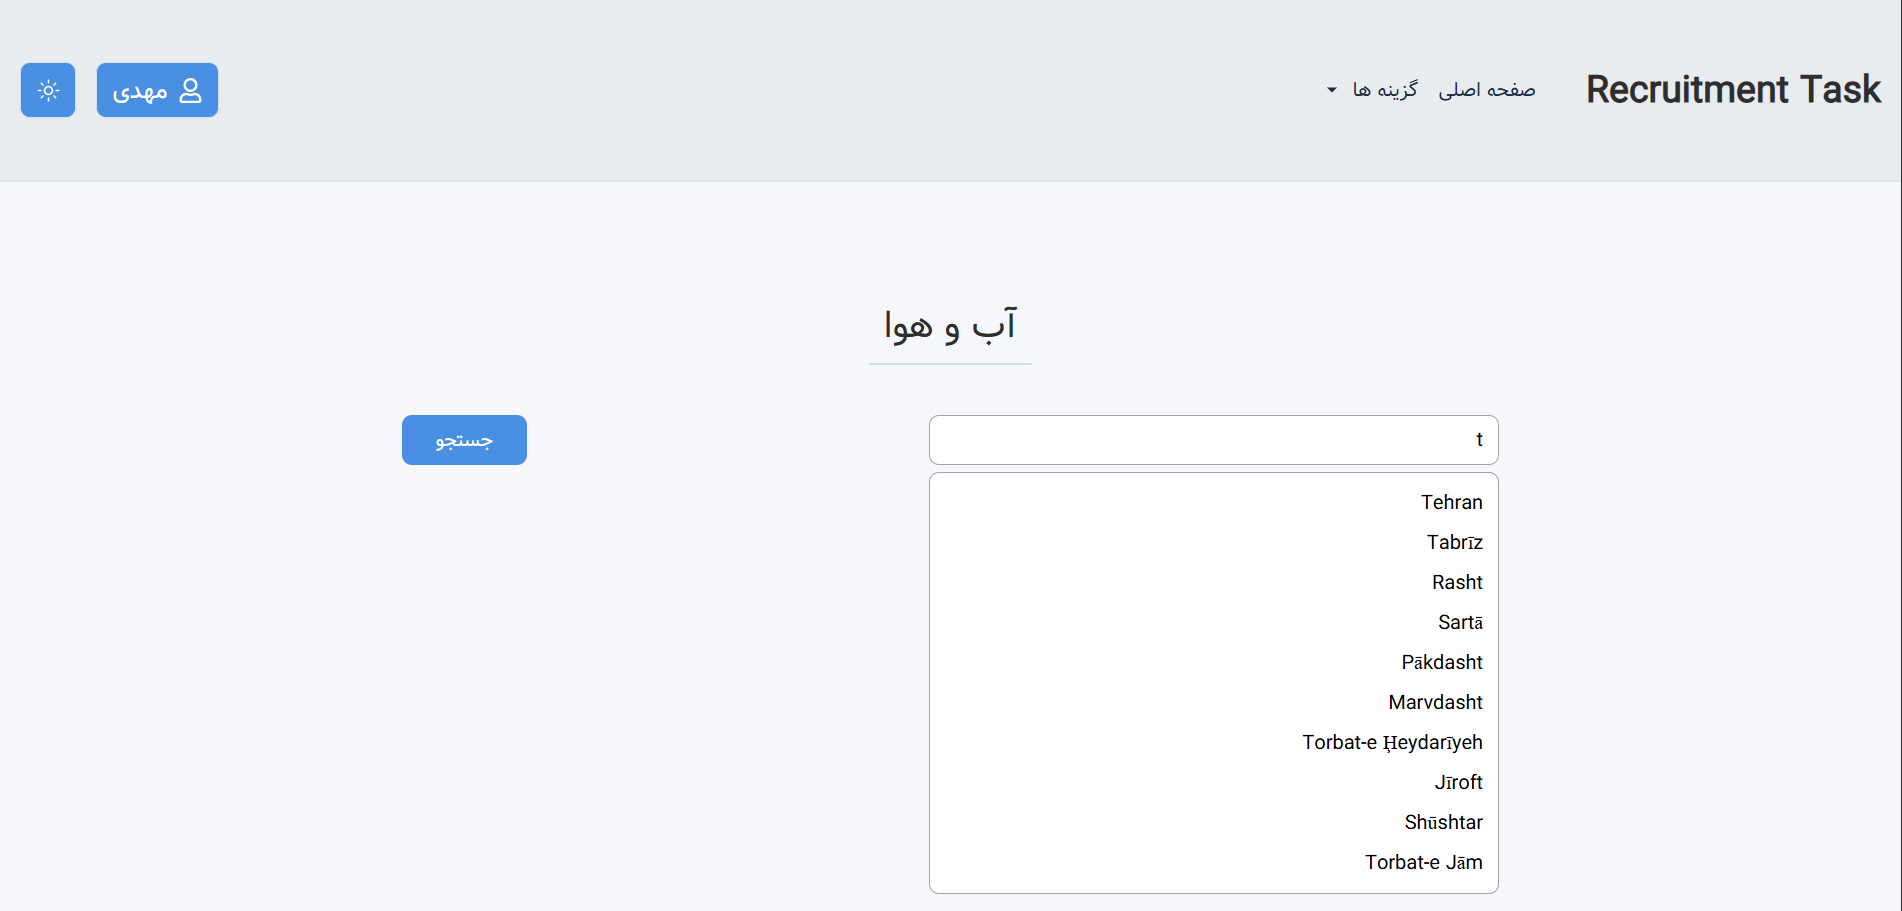 Recruitment Task
صفحه اصلی
گزینه ها
مهدی
آب و هوا
t
جستجو
Tehran
Tabrīz
Rasht
Sartā
Pākdasht
Marvdasht
Torbat-e Ḩeydarīyeh
Jīroft
Shūshtar
Torbat-e Jām